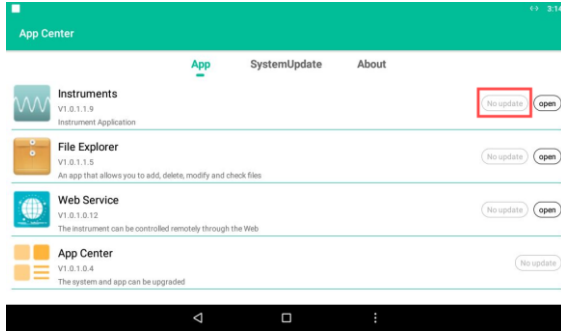 3:14
App Center
App SystemUpdate About
Instruments
V1.0.1.1.9
Instrument Application
No update open
File Explorer
V1.0.1.1.5
An app that allows you to add, delete, modify and check files
No update open
Web Service
V1.0.1.0.12
The instrument can be controlled remotely through the Web
No update open
App Center
V1.0.1.0.4
The system and app can be upgraded
No update